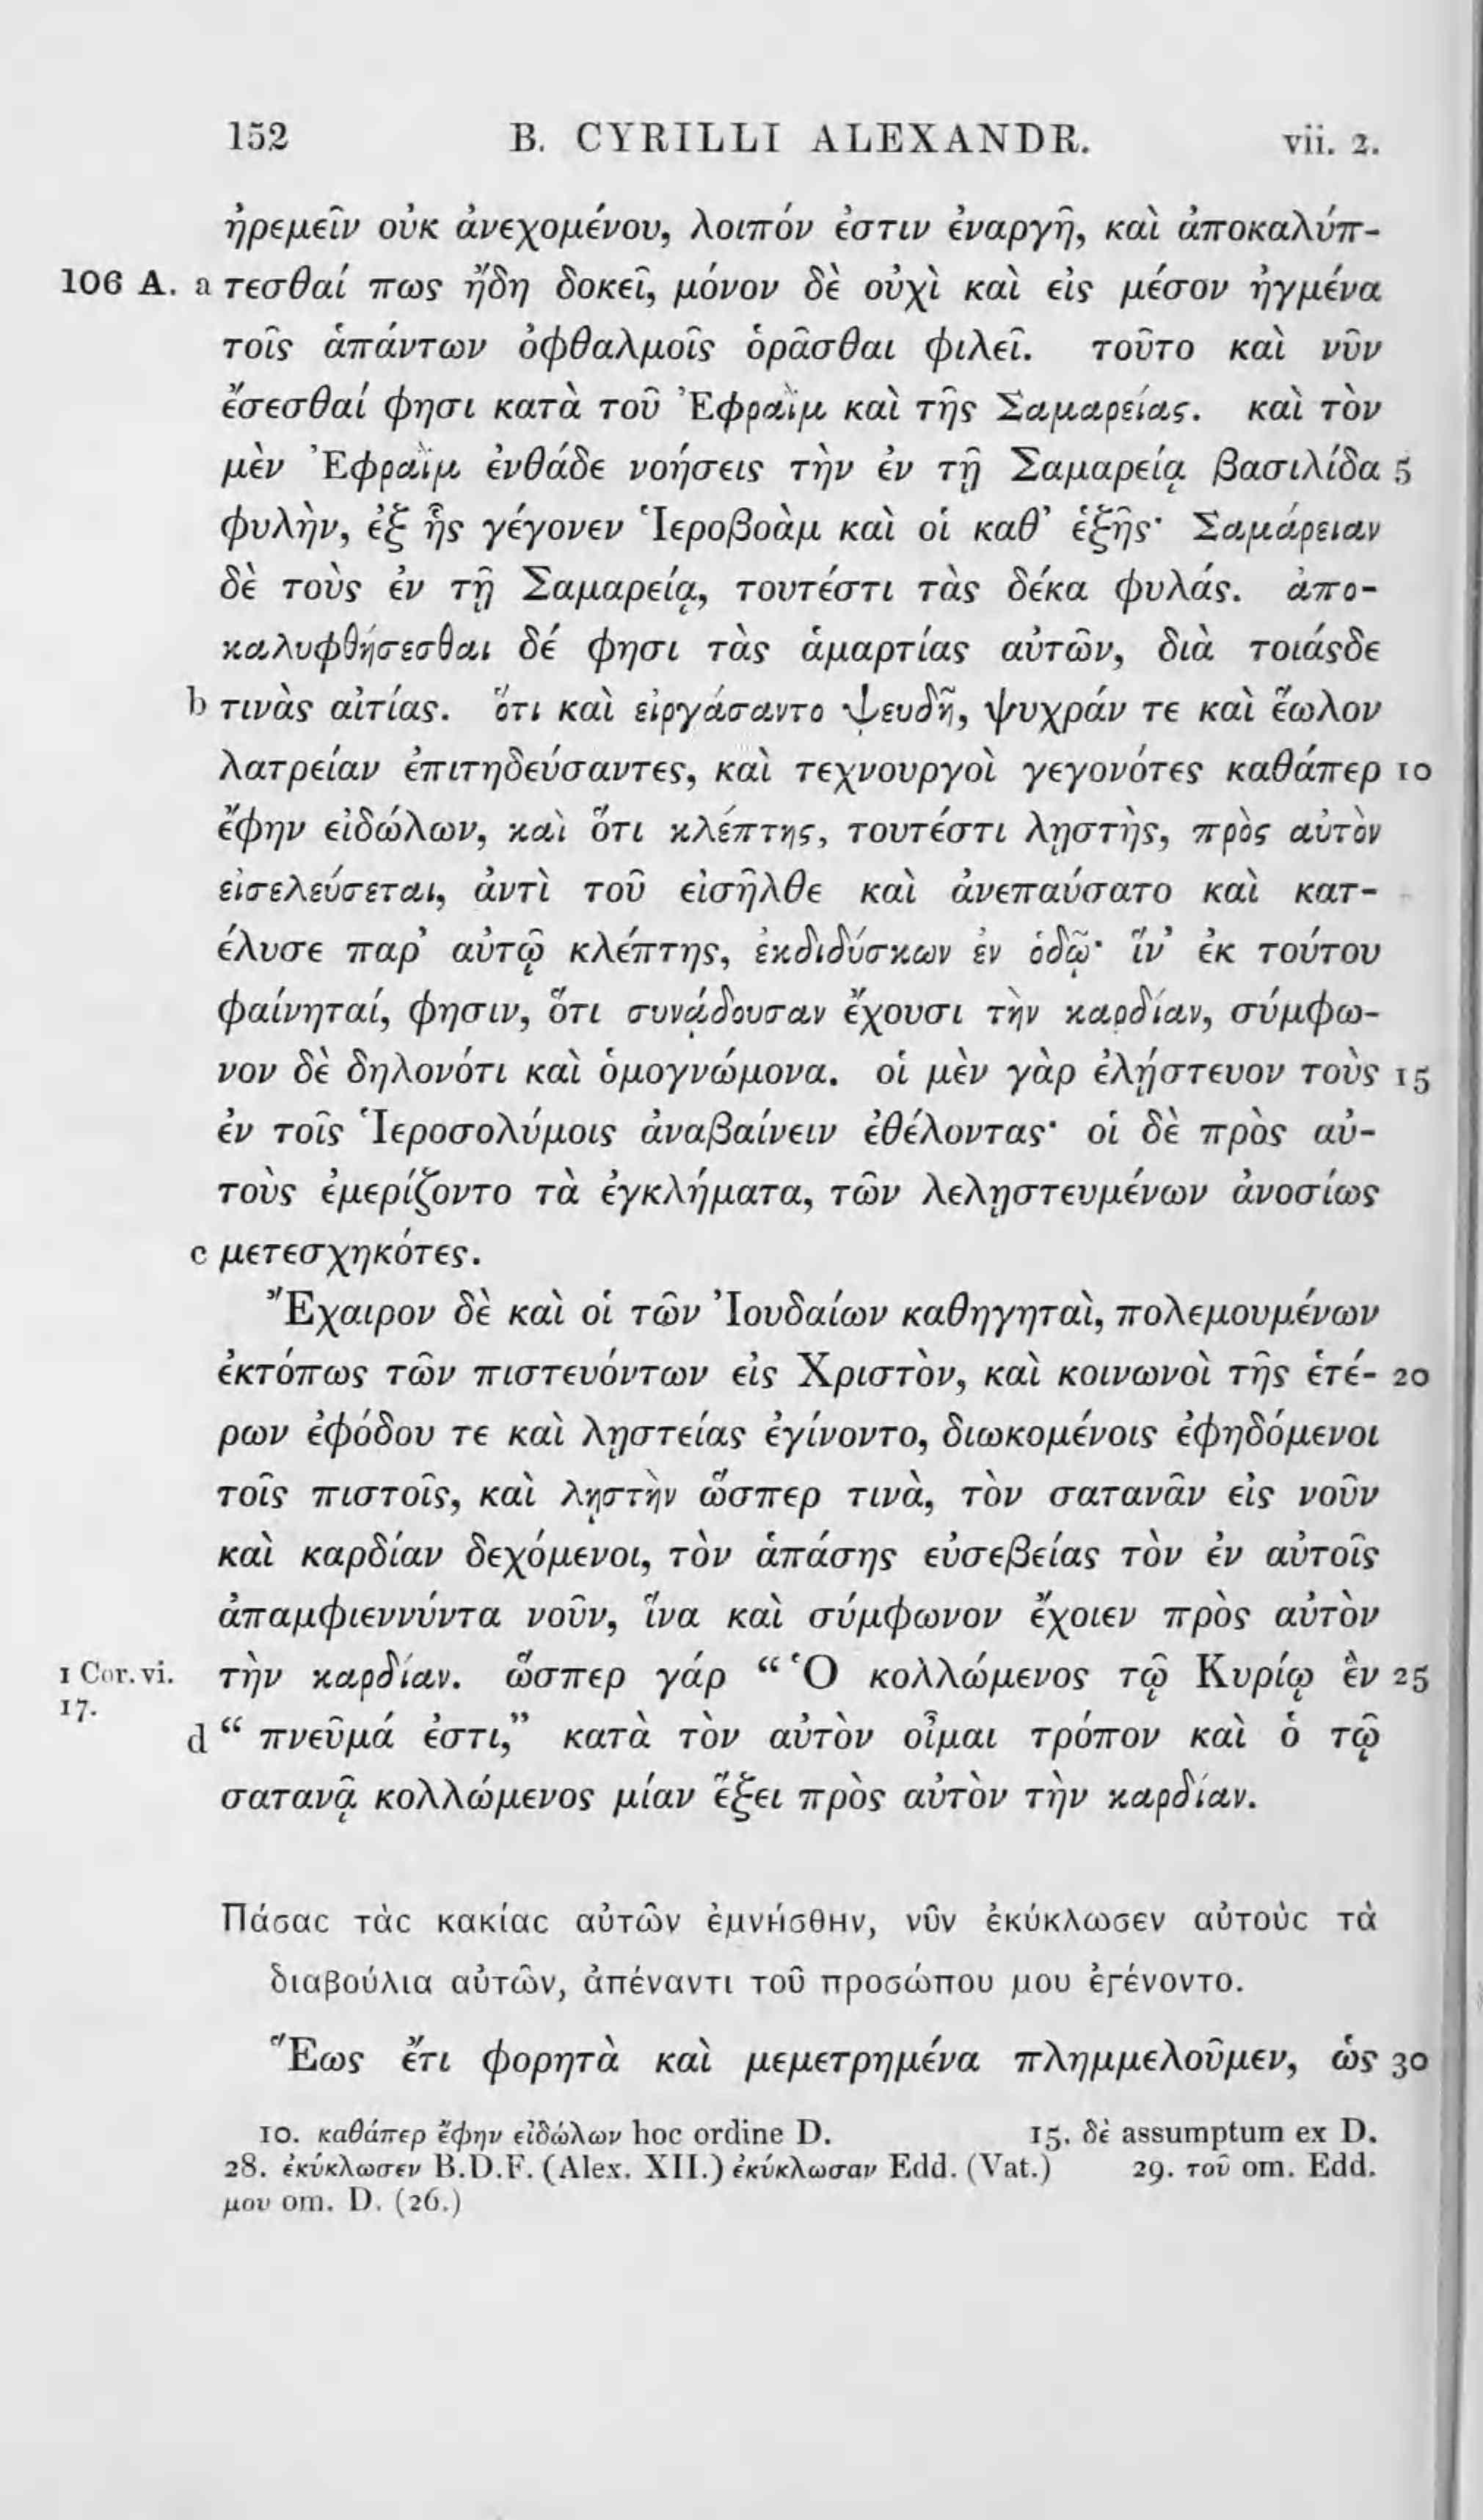 152 B. CYRILLI ALEXANDR. vii. 2.
ἠρεμεῖν οὐκ ἀνεχομένου, λοιπόν ἐστιν ἐναργῆ, καὶ ἀποκαλύπ-
106 A. a τεσθαί πως ἤδη δοκεῖ, μόνον δὲ οὐχὶ καὶ εἰς μέσον ἠγμένα
τοῖς ἁπάντων ὀφθαλμοῖς ὁρᾶσθαι φιλεῖ. τοῦτο καὶ νῦν
ἔσεσθαί φησι κατὰ τοῦ Ἐφραῒμ καὶ τῆς Σαμαρείας. καὶ τὸν
μὲν Ἐφραῒμ ἐνθάδε νοήσεις τὴν ἐν τῇ Σαμαρείᾳ βασιλίδα 5
φυλὴν, ἐξ ἧς γέγονεν Ἱεροβοὰμ καὶ οἱ καθ’ ἑξῆς· Σαμάρειαν
δὲ τοὺς ἐν τῇ Σαμαρείᾳ, τουτέστι τὰς δέκα φυλάς. ἀπο-
καλυφθήσεσθαι δέ φησι τὰς ἁμαρτίας αὐτῶν, διὰ τοιάςδε
b τινὰς αἰτίας. ὅτι καὶ εἰργάσαντο ψευδῆ, ψυχράν τε καὶ ἕωλον
λατρείαν ἐπιτηδεύσαντες, καὶ τεχνουργοὶ γεγονότες καθάπερ 10
ἔφην εἰδώλων, καὶ ὅτι κλέπτης, τουτέστι λῃστὴς, πρὸς αὐτὸν
εἰσελεύσεται, ἀντὶ τοῦ εἰσῆλθε καὶ ἀνεπαύσατο καὶ κατ-
έλυσε παρ’ αὐτῷ κλέπτης, ἐκδιδύσκων ἐν ὁδῷ· ἵν’ ἐκ τούτου
φαίνηταί, φησιν, ὅτι συνᾴδουσαν ἔχουσι τὴν καρδίαν, σύμφω-
νον δὲ δηλονότι καὶ ὁμογνώμονα. οἱ μὲν γὰρ ἐλῄστευον τοὺς 15
ἐν τοῖς Ἱεροσολύμοις ἀναβαίνειν ἐθέλοντας· οἱ δὲ πρὸς αὐ-
τοὺς ἐμερίζοντο τὰ ἐγκλήματα, τῶν λελῃστευμένων ἀνοσίως
c μετεσχηκότες.
Ἔχαιρον δὲ καὶ οἱ τῶν Ἰουδαίων καθηγηταὶ, πολεμουμένων
ἐκτόπως τῶν πιστευόντων εἰς Χριστὸν, καὶ κοινωνοὶ τῆς ἑτέ- 20
ρων ἐφόδου τε καὶ λῃστείας ἐγίνοντο, διωκομένοις ἐφηδόμενοι
τοῖς πιστοῖς, καὶ λῃστὴν ὥσπερ τινὰ, τὸν σατανᾶν εἰς νοῦν
καὶ καρδίαν δεχόμενοι, τὸν ἁπάσης εὐσεβείας τὸν ἐν αὐτοῖς
ἀπαμφιεννύντα νοῦν, ἵνα καὶ σύμφωνον ἔχοιεν πρὸς αὐτὸν
1 Cor. vi. τὴν καρδίαν. ὥσπερ γάρ “ Ὁ κολλώμενος τῷ Κυρίῳ ἓν 25
17.
d “ πνεῦμά ἐστι,” κατὰ τὸν αὐτὸν οἶμαι τρόπον καὶ ὁ τῷ
σατανᾷ κολλώμενος μίαν ἕξει πρὸς αὐτὸν τὴν καρδίαν.
Πάσας τὰς κακίας αὐτῶν ἐμνήσθην, νῦν ἐκύκλωσεν αὐτοὺς τὰ
διαβούλια αὐτῶν, ἀπέναντι τοῦ προσώπου μου ἐγένοντο.
Ἕως ἔτι φορητὰ καὶ μεμετρημένα πλημμελοῦμεν, ὡς 30
10. καθάπερ ἔφην εἰδώλων hoc ordine D. 15. δὲ assumptum ex D.
28. ἐκύκλωσεν B.D.F. (Alex. XII.) ἐκύκλωσαν Edd. (Vat.) 29. τοῦ om. Edd.
μου om. D. (26.)